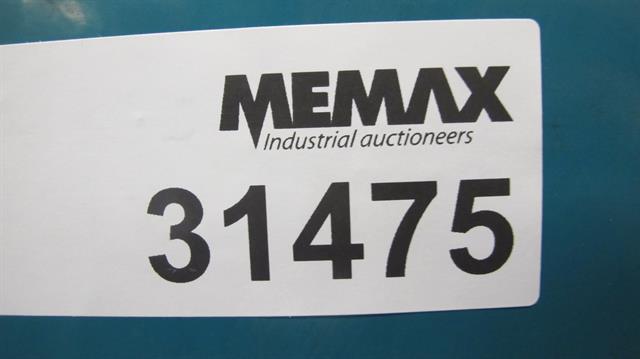 MEMAX
Industrial auctioneers
31475